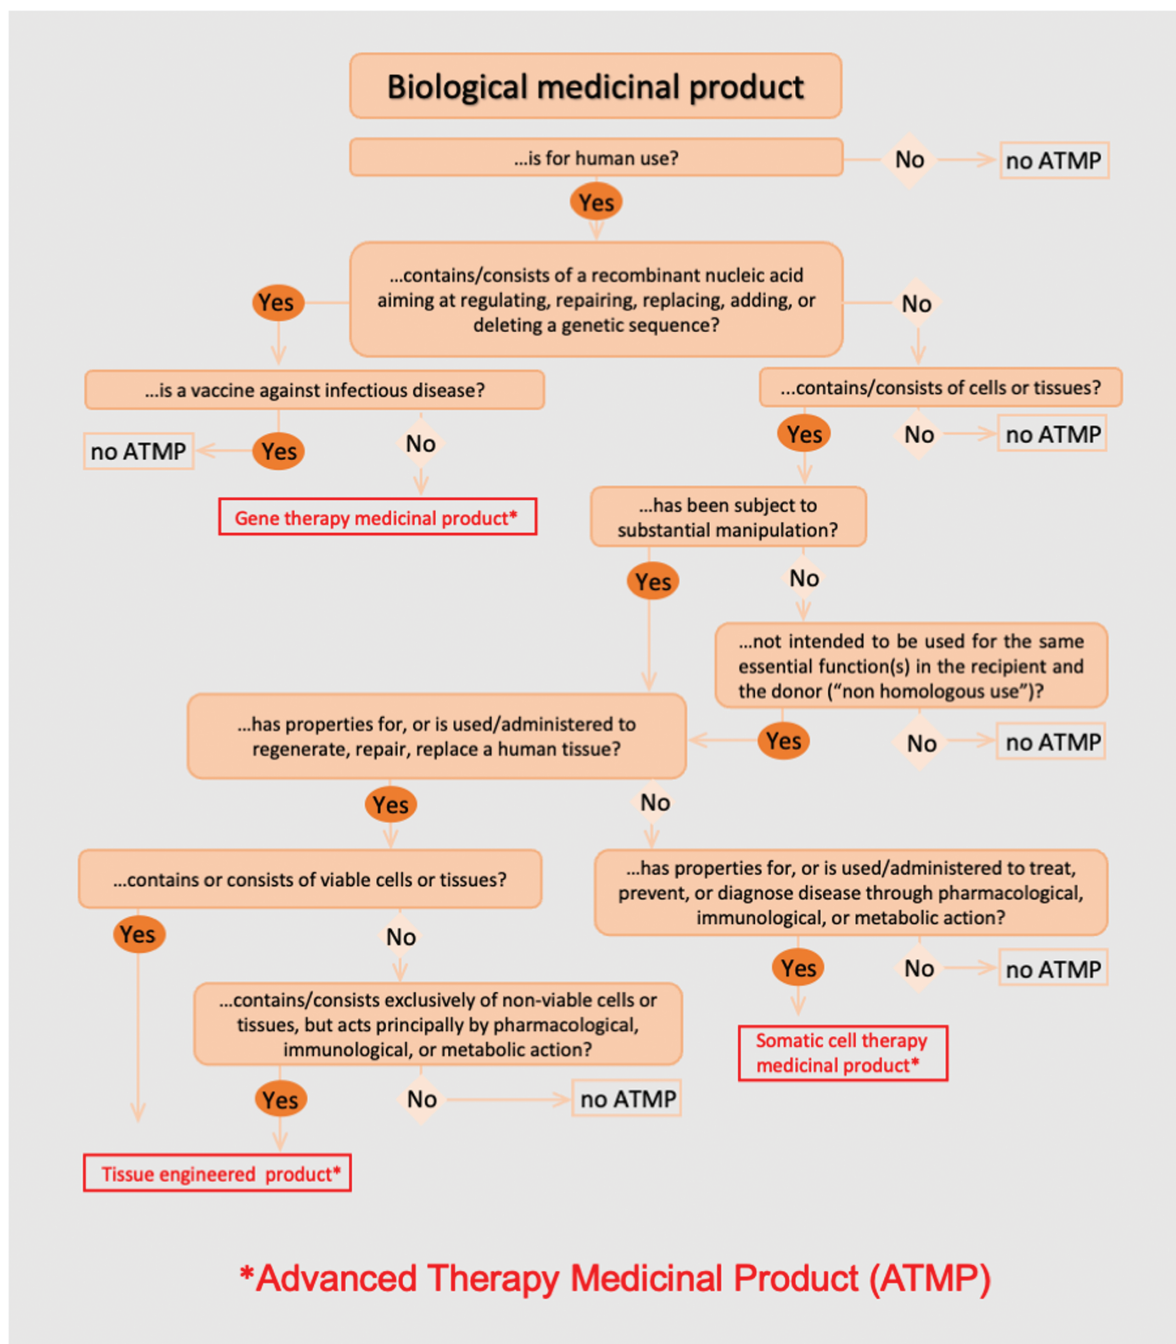 Biological medicinal product
...is for human use?
No
no ATMP
Yes
...contains/consists of a recombinant nucleic acid
aiming at regulating, repairing, replacing, adding, or
deleting a genetic sequence?
Yes
No
...is a vaccine against infectious disease?
...contains/consists of cells or tissues?
no ATMP
Yes
No
Yes
No
no ATMP
Gene therapy medicinal product*
...has been subject to
substantial manipulation?
Yes
No
...not intended to be used for the same
essential function(s) in the recipient and
the donor (“non homologous use”)?
...has properties for, or is used/administered to
regenerate, repair, replace a human tissue?
Yes
No
no ATMP
Yes
No
...contains or consists of viable cells or tissues?
...has properties for, or is used/administered to treat,
prevent, or diagnose disease through pharmacological,
immunological, or metabolic action?
Yes
No
Yes
No
no ATMP
...contains/consists exclusively of non-viable cells or
tissues, but acts principally by pharmacological,
immunological, or metabolic action?
Somatic cell therapy
medicinal product*
Yes
No
no ATMP
Tissue engineered product*
*Advanced Therapy Medicinal Product (ATMP)